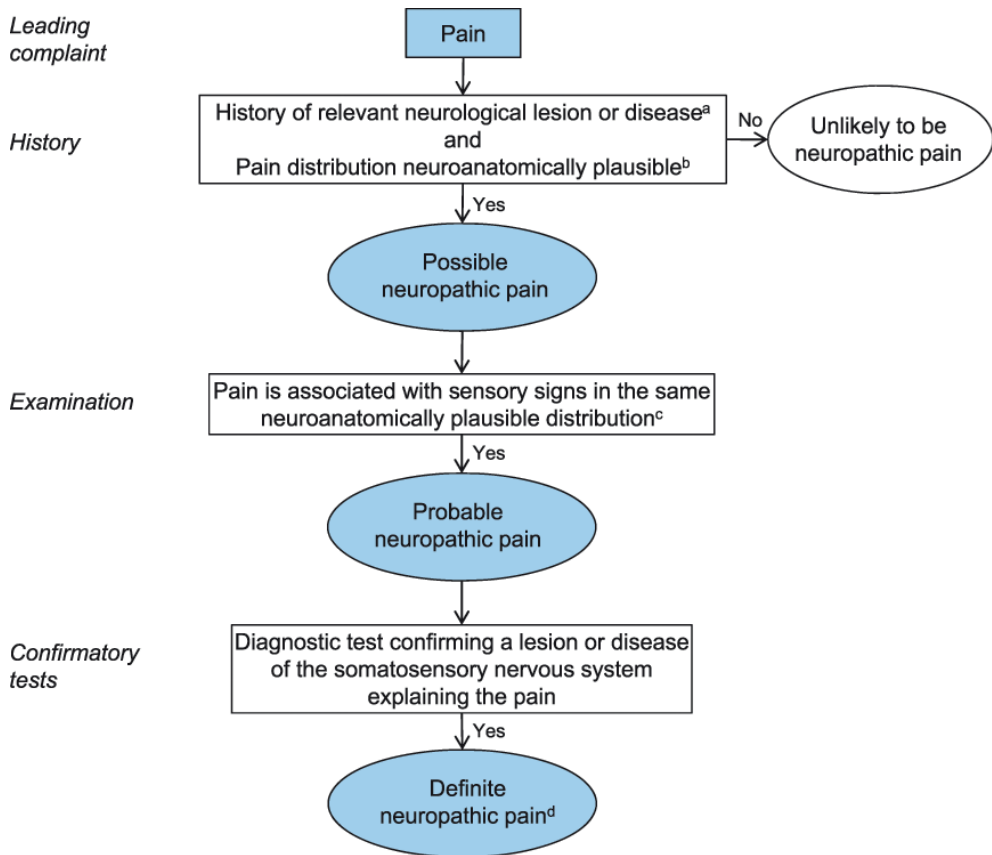 Leading
complaint
Pain
History
History of relevant neurological lesion or diseaseᵃ
and
Pain distribution neuroanatomically plausibleᵇ
No
Unlikely to be
neuropathic pain
Yes
Possible
neuropathic pain
Examination
Pain is associated with sensory signs in the same
neuroanatomically plausible distributionᶜ
Yes
Probable
neuropathic pain
Confirmatory
tests
Diagnostic test confirming a lesion or disease
of the somatosensory nervous system
explaining the pain
Yes
Definite
neuropathic painᵈ